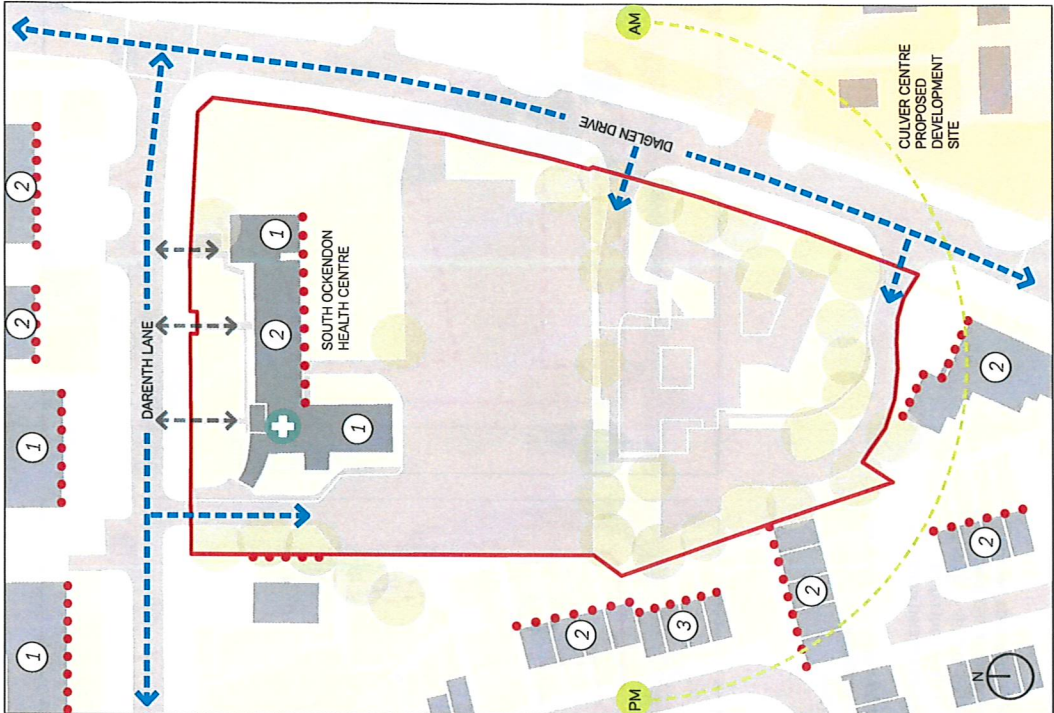 AM
CULVER CENTRE
PROPOSED
DEVELOPMENT
SITE
DIAGLEN DRIVE
DARENTH LANE
SOUTH OCKENDON
HEALTH CENTRE
2
2
1
1
1
2
1
2
2
3
2
2
PM
N